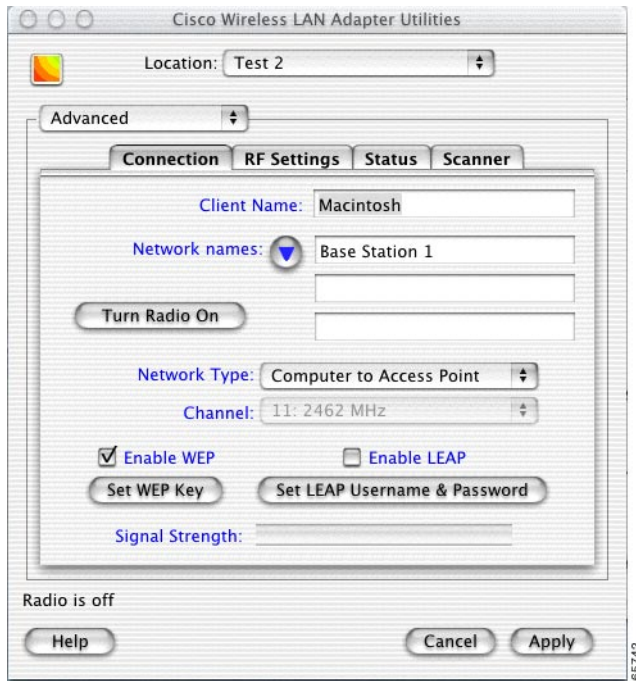 Cisco Wireless LAN Adapter Utilities
Location: Test 2
Advanced
Connection RF Settings Status Scanner
Client Name: Macintosh
Network names: Base Station 1
Turn Radio On
Network Type: Computer to Access Point
Channel: 11: 2462 MHz
Enable WEP Enable LEAP
Set WEP Key Set LEAP Username & Password
Signal Strength:
Radio is off
Help Cancel Apply
65743